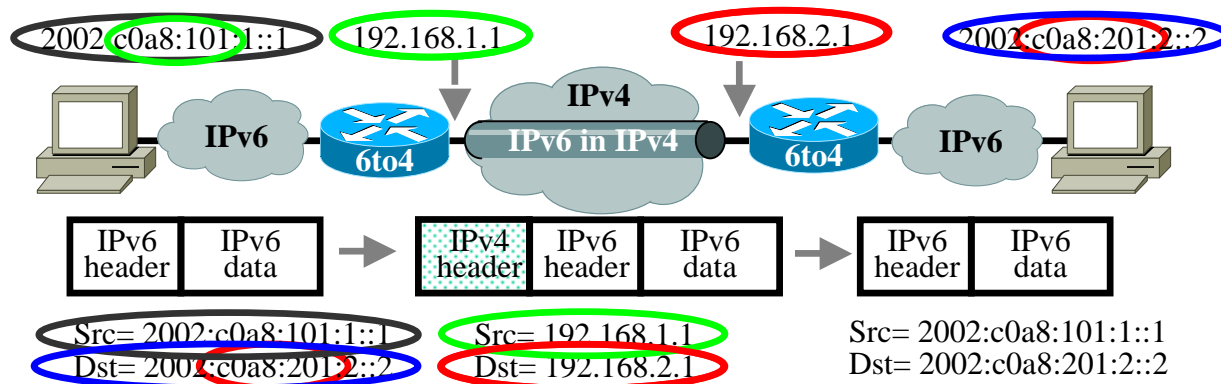 2002:c0a8:101:1::1
192.168.1.1
192.168.2.1
2002:c0a8:201:2::2
IPv6
6to4
IPv4
IPv6 in IPv4
6to4
IPv6
IPv6 header
IPv6 data
IPv4 header
IPv6 header
IPv6 data
IPv6 header
IPv6 data
Src= 2002:c0a8:101:1::1
Dst= 2002:c0a8:201:2::2
Src= 192.168.1.1
Dst= 192.168.2.1
Src= 2002:c0a8:101:1::1
Dst= 2002:c0a8:201:2::2